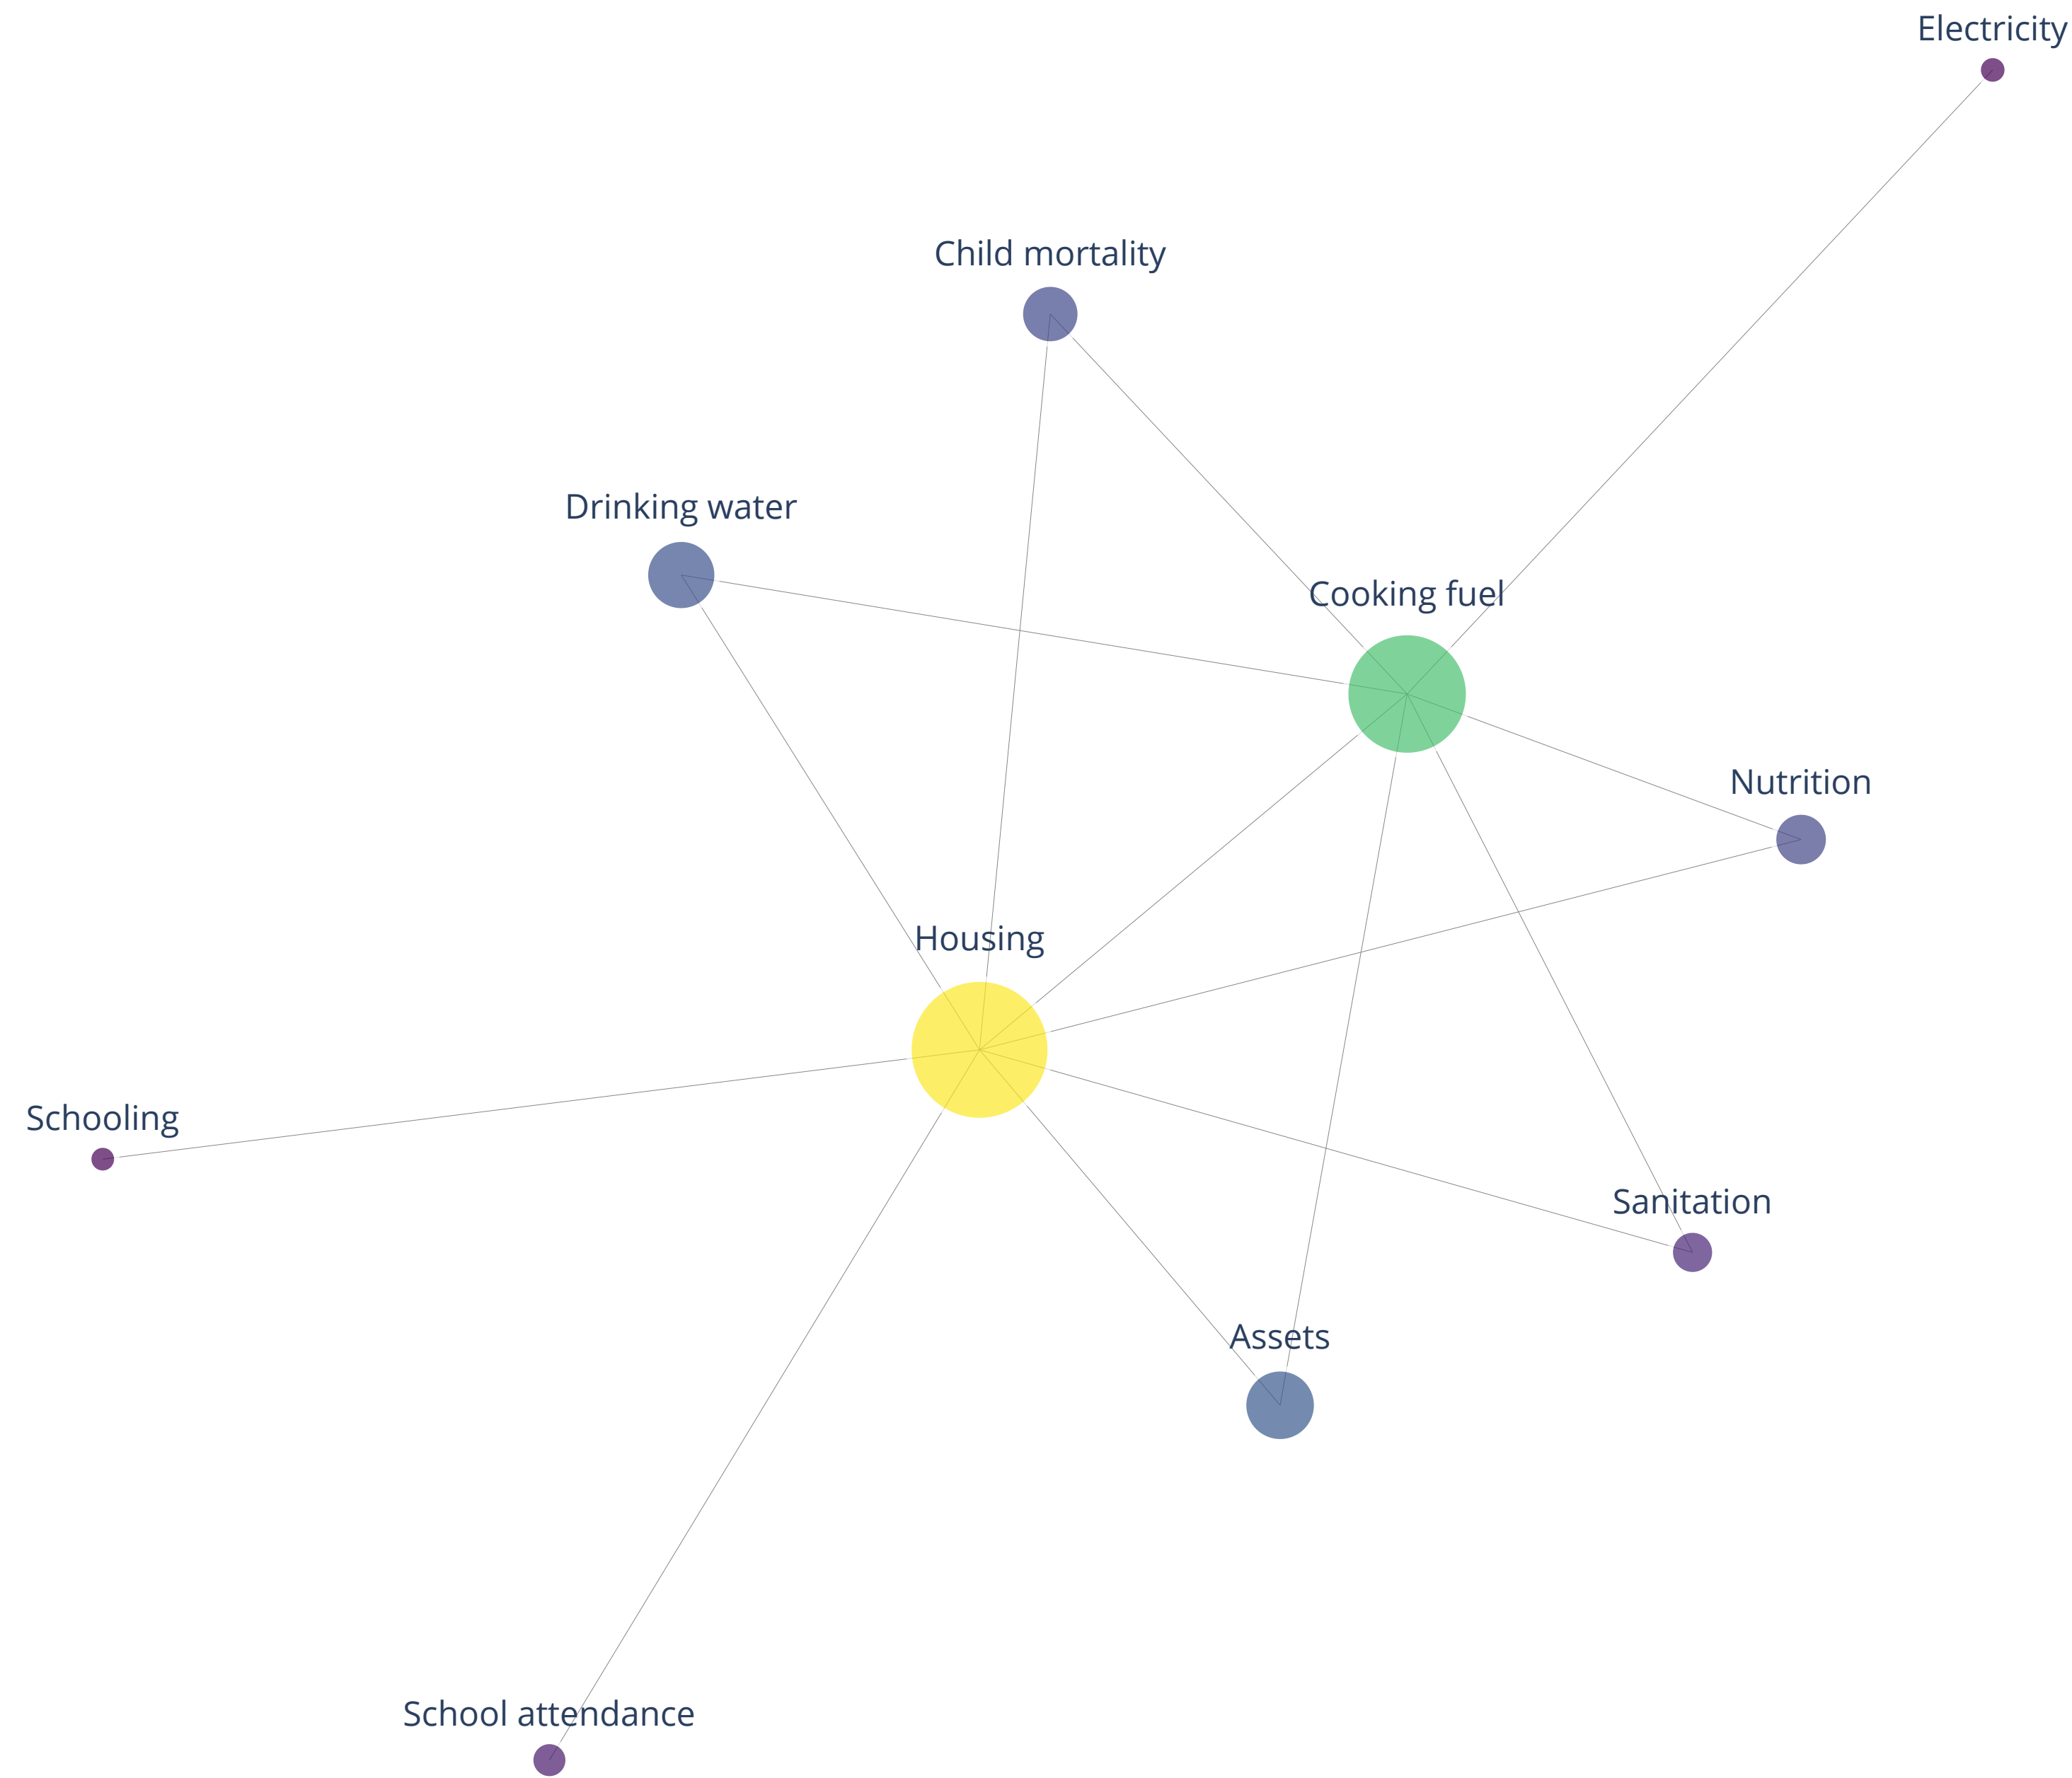 Electricity
Child mortality
Drinking water
Cooking fuel
Nutrition
Housing
Schooling
Sanitation
Assets
School attendance